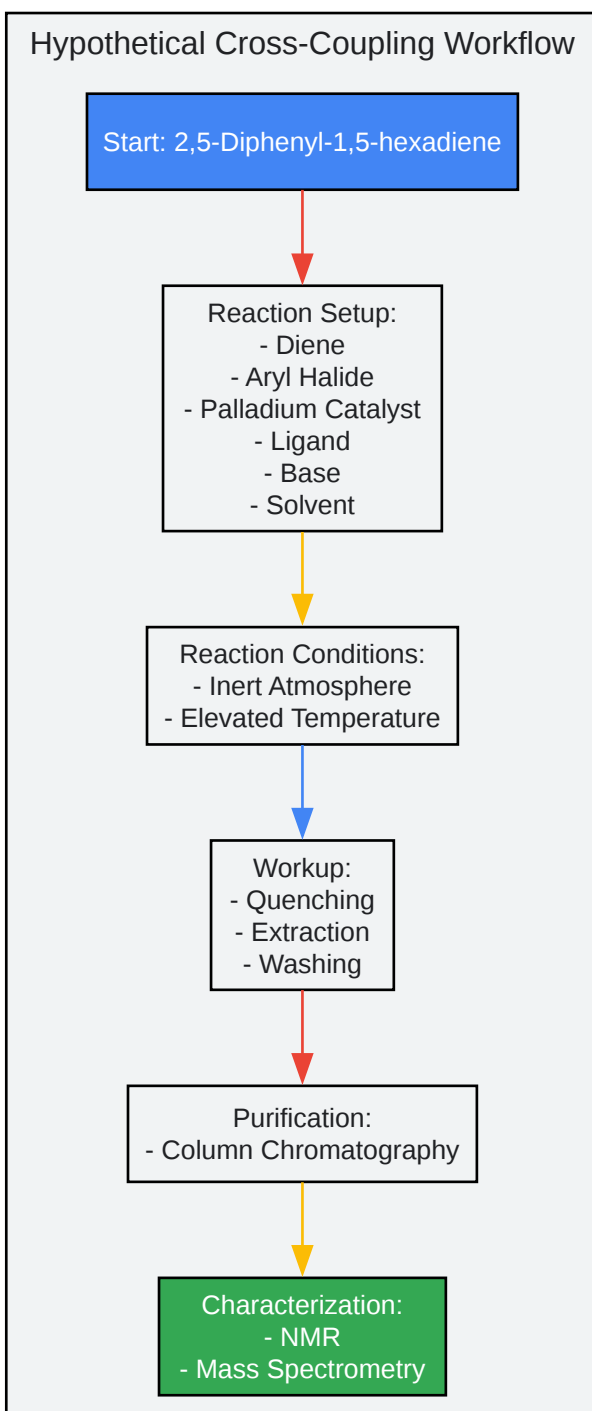 Hypothetical Cross-Coupling Workflow
Start: 2,5-Diphenyl-1,5-hexadiene
Reaction Setup:
- Diene
- Aryl Halide
- Palladium Catalyst
- Ligand
- Base
- Solvent
Reaction Conditions:
- Inert Atmosphere
- Elevated Temperature
Workup:
- Quenching
- Extraction
- Washing
Purification:
- Column Chromatography
Characterization:
- NMR
- Mass Spectrometry